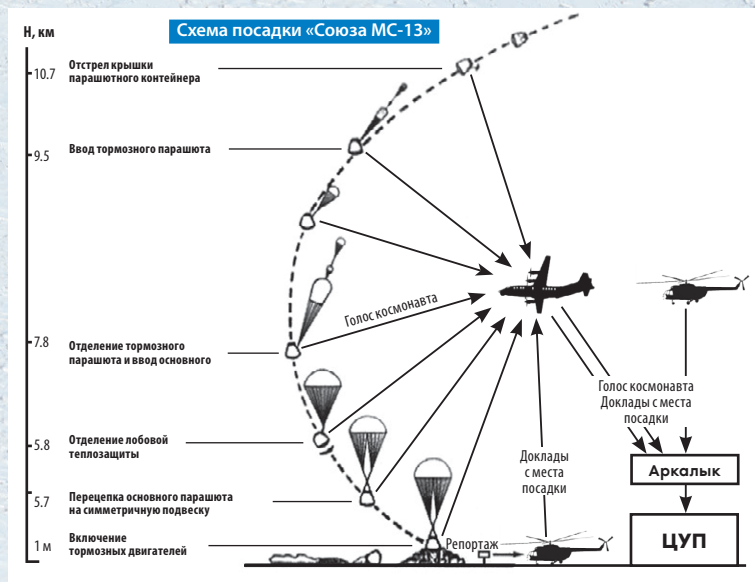 Схема посадки «Союза МС-13»
Н, км
10.7
Отстрел крышки
парашютного контейнера
9.5
Ввод тормозного парашюта
Голос космонавта
7.8
Отделение тормозного
парашюта и ввод основного
Голос космонавта
Доклады с места
посадки
5.8
Отделение лобовой
теплозащиты
Доклады
с места
посадки
Аркалык
5.7
Перецепка основного парашюта
на симметричную подвеску
1 м
Включение
тормозных двигателей
Репортаж
ЦУП